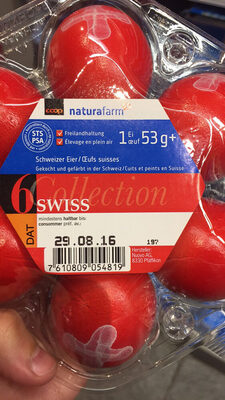 coop naturafarm
STS
PSA
Freilandhaltung
Élevage en plein air
1 Ei
œuf 53g+
Schweizer Eier/Œufs suisses
Gekocht und gefärbt in der Schweiz/Cuits et peints en Suisse
6 Collection
SWISS
mindestens haltbar bis:
consommer préf. av.:
DAT
29.08.16
197
Hersteller:
Nuovo AG,
8330 Pfäffikon
7610809054819